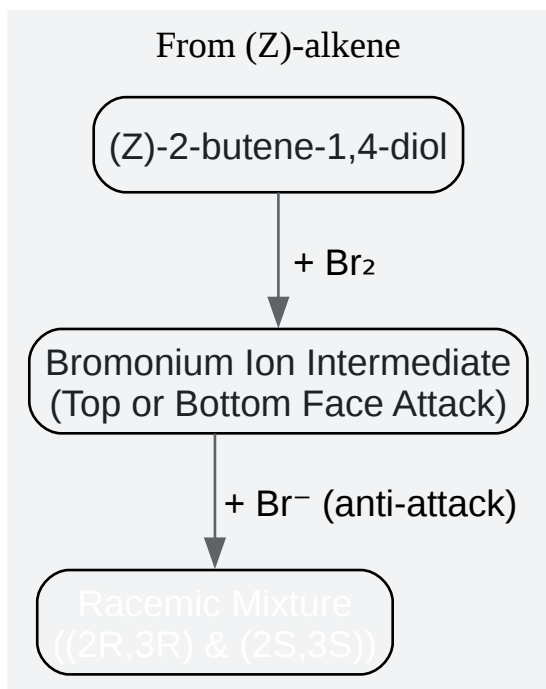 From (Z)-alkene
(Z)-2-butene-1,4-diol
+ Br₂
Bromonium Ion Intermediate
(Top or Bottom Face Attack)
+ Br⁻ (anti-attack)
Racemic Mixture
((2R,3R) & (2S,3S))